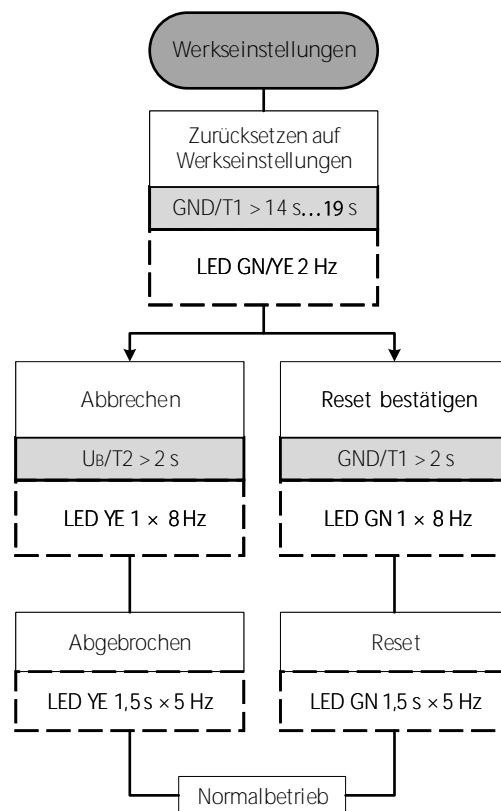 Werkseinstellungen
Zurücksetzen auf
Werkseinstellungen
GND/T1 > 14 s...19 s
LED GN/YE 2 Hz
Abbrechen
UB/T2 > 2 s
LED YE 1 × 8 Hz
Abgebrochen
LED YE 1,5 s × 5 Hz
Reset bestätigen
GND/T1 > 2 s
LED GN 1 × 8 Hz
Reset
LED GN 1,5 s × 5 Hz
Normalbetrieb